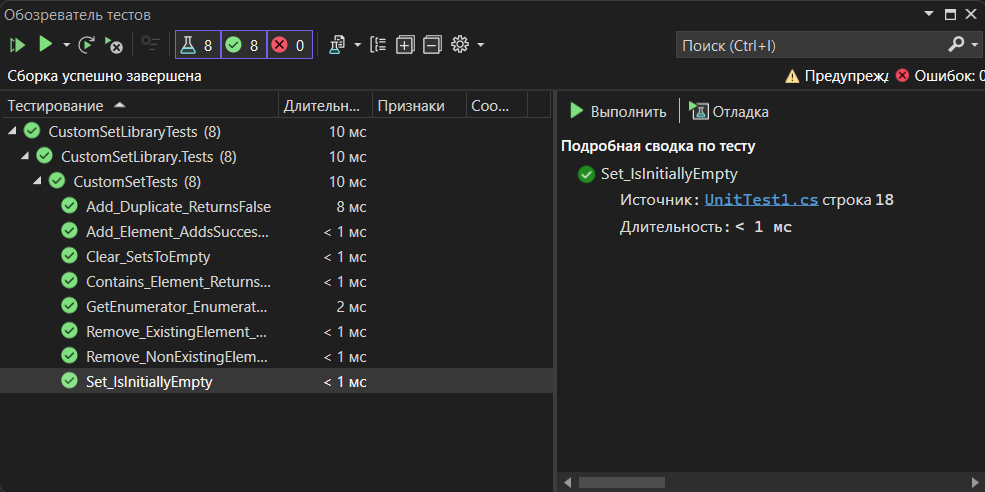 Обозреватель тестов
8 8 0
Поиск (Ctrl+I)
Сборка успешно завершена
Предупрежд Ошибок: 0
Тестирование Длительн... Признаки Соо...
CustomSetLibraryTests (8) 10 мс
CustomSetLibrary.Tests (8) 10 мс
CustomSetTests (8) 10 мс
Add_Duplicate_ReturnsFalse 8 мс
Add_Element_AddsSucces... < 1 мс
Clear_SetsToEmpty < 1 мс
Contains_Element_Returns... < 1 мс
GetEnumerator_Enumerat... 2 мс
Remove_ExistingElement_... < 1 мс
Remove_NonExistingElem... < 1 мс
Set_IsInitiallyEmpty < 1 мс
Выполнить Отладка
Подробная сводка по тесту
Set_IsInitiallyEmpty
Источник: UnitTest1.cs строка 18
Длительность: < 1 мс